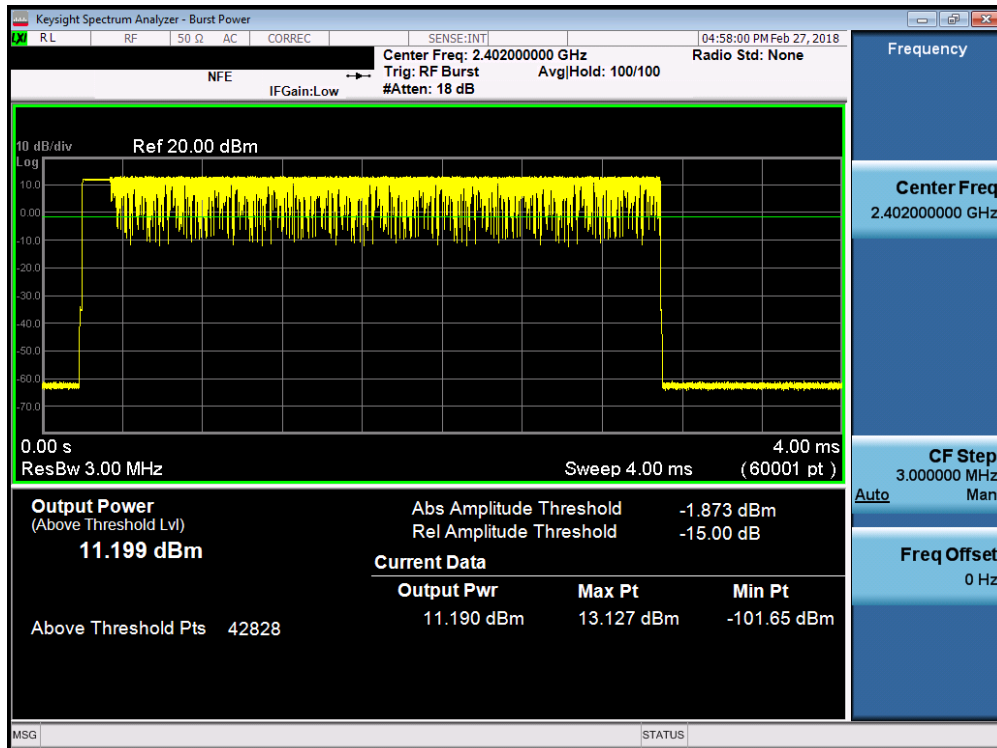 Keysight Spectrum Analyzer - Burst Power
LXI RL RF 50 Ω AC CORREC SENSE:INT 04:58:00 PM Feb 27, 2018
NFE
IFGain:Low
Center Freq: 2.402000000 GHz
Trig: RF Burst Avg|Hold: 100/100
#Atten: 18 dB
Radio Std: None
10 dB/div Ref 20.00 dBm
Log
10.0
0.00
-10.0
-20.0
-30.0
-40.0
-50.0
-60.0
-70.0
0.00 s 4.00 ms
ResBw 3.00 MHz Sweep 4.00 ms (60001 pt)
Output Power
(Above Threshold Lvl)
11.199 dBm
Above Threshold Pts 42828
Abs Amplitude Threshold -1.873 dBm
Rel Amplitude Threshold -15.00 dB
Current Data
Output Pwr Max Pt Min Pt
11.190 dBm 13.127 dBm -101.65 dBm
Frequency
Center Freq
2.402000000 GHz
CF Step
3.000000 MHz
Auto Man
Freq Offset
0 Hz
MSG STATUS